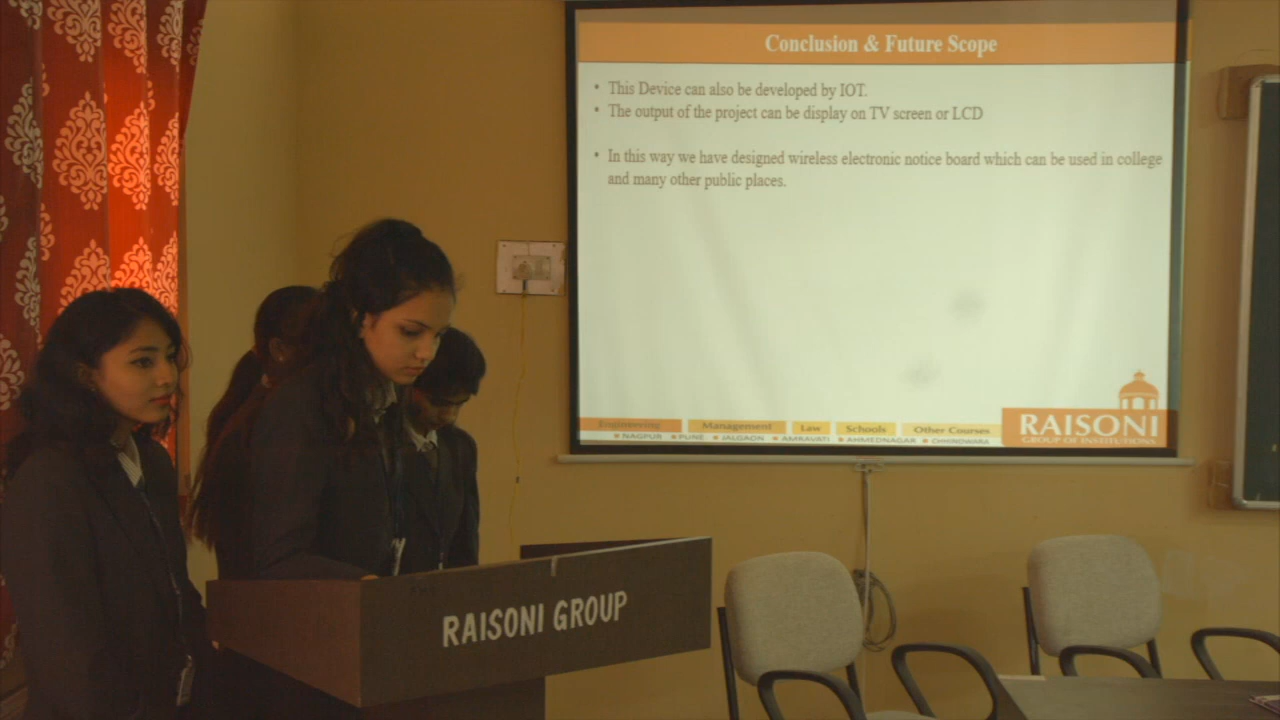 Conclusion & Future Scope
• This Device can also be developed by IOT.
• The output of the project can be display on TV screen or LCD
• In this way we have designed wireless electronic notice board which can be used in college
and many other public places.
Engineering Management Law Schools Other Courses
• NAGPUR • PUNE • JALGAON • AMRAVATI • AHMEDNAGAR • CHHINDWARA
RAISONI
GROUP OF INSTITUTIONS
RAISONI GROUP